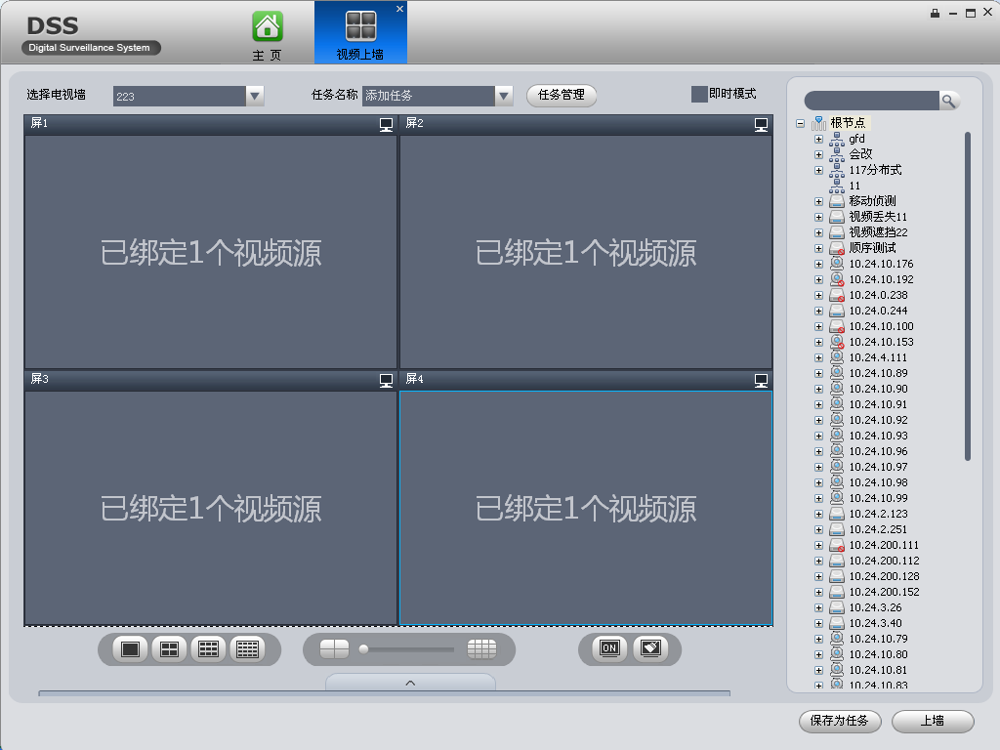 DSS
Digital Surveillance System
主 页
视频上墙
选择电视墙
223
任务名称
添加任务
任务管理
即时模式
屏1
屏2
已绑定1个视频源
已绑定1个视频源
屏3
屏4
已绑定1个视频源
已绑定1个视频源
ON
根节点
gfd
会改
117分布式
11
移动侦测
视频丢失11
视频遮挡22
顺序测试
10.24.10.176
10.24.10.192
10.24.0.238
10.24.0.244
10.24.10.100
10.24.10.153
10.24.4.111
10.24.10.89
10.24.10.90
10.24.10.91
10.24.10.92
10.24.10.93
10.24.10.96
10.24.10.97
10.24.10.98
10.24.10.99
10.24.2.123
10.24.2.251
10.24.200.111
10.24.200.112
10.24.200.128
10.24.200.152
10.24.3.26
10.24.3.40
10.24.10.79
10.24.10.80
10.24.10.81
10.24.10.83
保存为任务
上墙